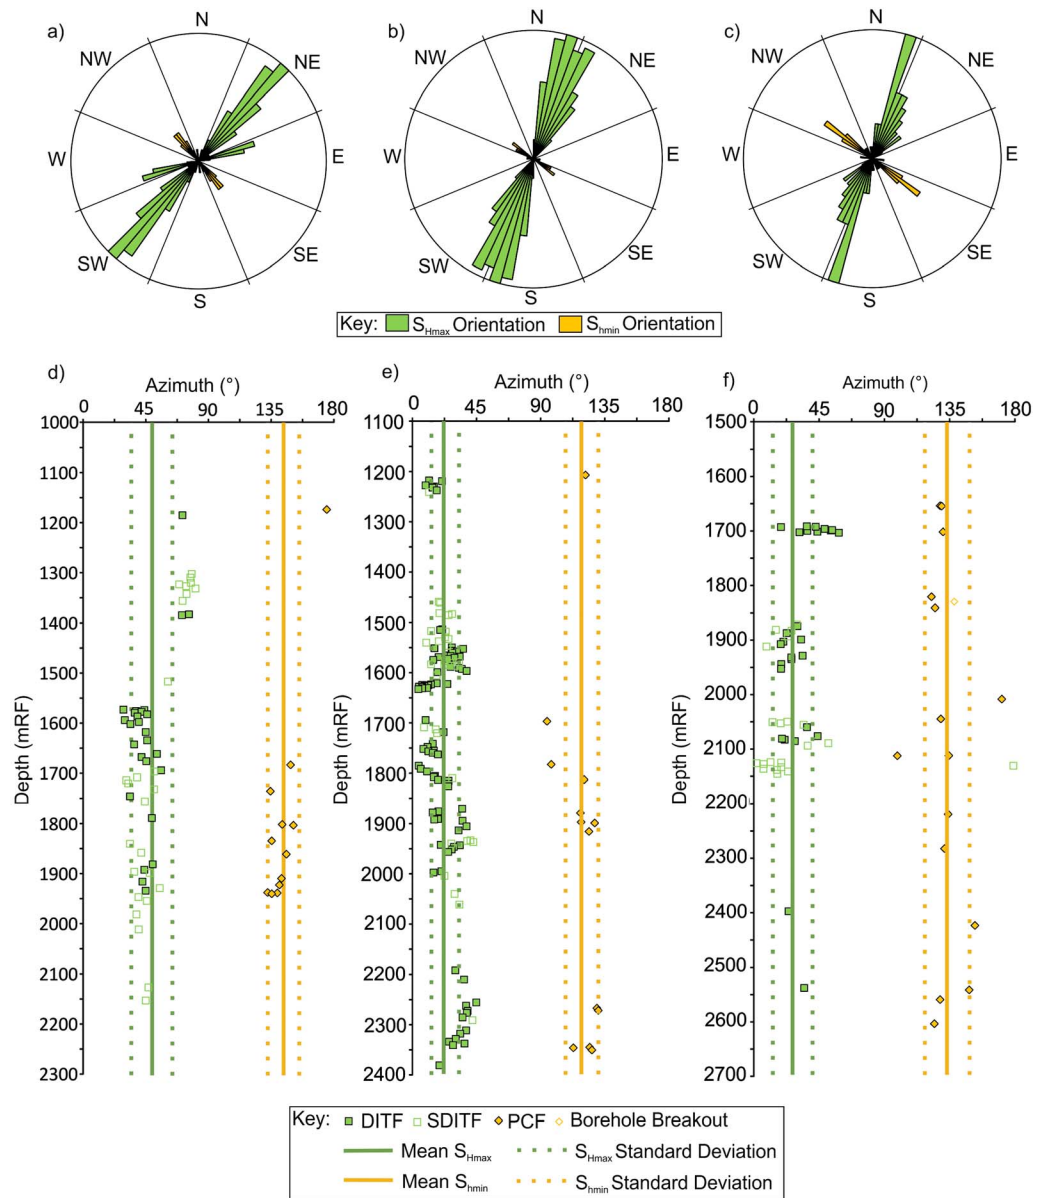 a)
N
NE
E
SE
S
SW
W
NW
b)
N
NE
E
SE
S
SW
W
NW
c)
N
NE
E
SE
S
SW
W
NW
Key: SHmax Orientation Shmin Orientation
d)
Azimuth (°)
0 45 90 135 180
Depth (mRF)
1000
1100
1200
1300
1400
1500
1600
1700
1800
1900
2000
2100
2200
2300
e)
Azimuth (°)
0 45 90 135 180
Depth (mRF)
1100
1200
1300
1400
1500
1600
1700
1800
1900
2000
2100
2200
2300
2400
f)
Azimuth (°)
0 45 90 135 180
Depth (mRF)
1500
1600
1700
1800
1900
2000
2100
2200
2300
2400
2500
2600
2700
Key: DITF SDITF PCF Borehole Breakout
Mean SHmax SHmax Standard Deviation
Mean Shmin Shmin Standard Deviation